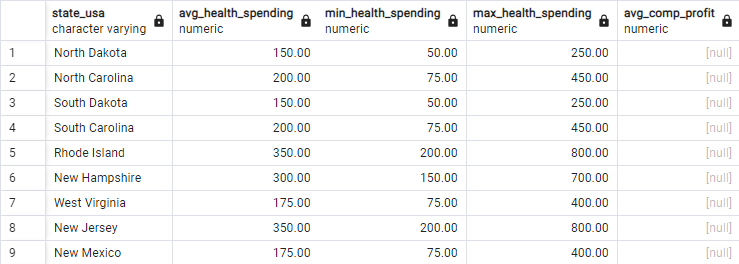 state_usa avg_health_spending min_health_spending max_health_spending avg_comp_profit
character varying numeric numeric numeric numeric
1 North Dakota 150.00 50.00 250.00 [null]
2 North Carolina 200.00 75.00 450.00 [null]
3 South Dakota 150.00 50.00 250.00 [null]
4 South Carolina 200.00 75.00 450.00 [null]
5 Rhode Island 350.00 200.00 800.00 [null]
6 New Hampshire 300.00 150.00 700.00 [null]
7 West Virginia 175.00 75.00 400.00 [null]
8 New Jersey 350.00 200.00 800.00 [null]
9 New Mexico 175.00 75.00 400.00 [null]